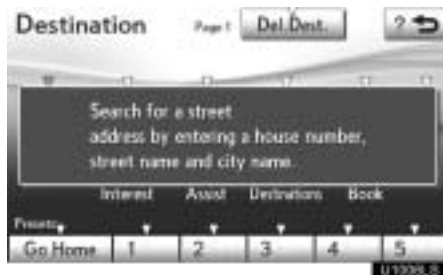 Destination Page 1 Del.Dest. ?
Search for a street
address by entering a house number,
street name and city name.
Interest Assist Destinations Book
Presets
Go Home 1 2 3 4 5